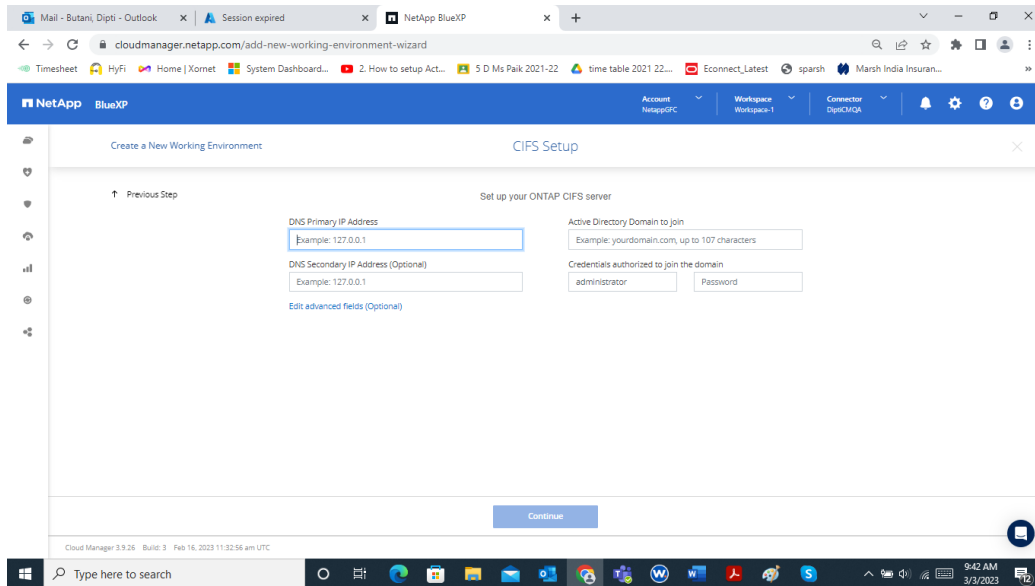 Mail - Butani, Dipti - Outlook
Session expired
NetApp BlueXP
cloudmanager.netapp.com/add-new-working-environment-wizard
Timesheet
HyFi
Home | Xornet
System Dashboard...
2. How to setup Act...
5 D Ms Paik 2021-22
time table 2021 22....
Econnect_Latest
sparsh
Marsh India Insuran...
»
NetApp BlueXP
Account
NetappGFC
Workspace
Workspace-1
Connector
DiptiCMQA
Create a New Working Environment
CIFS Setup
↑ Previous Step
Set up your ONTAP CIFS server
DNS Primary IP Address
Example: 127.0.0.1
Active Directory Domain to join
Example: yourdomain.com, up to 107 characters
DNS Secondary IP Address (Optional)
Example: 127.0.0.1
Credentials authorized to join the domain
administrator
Password
Edit advanced fields (Optional)
Continue
Cloud Manager 3.9.26 Build: 3 Feb 16, 2023 11:32:56 am UTC
Type here to search
9:42 AM
3/3/2023